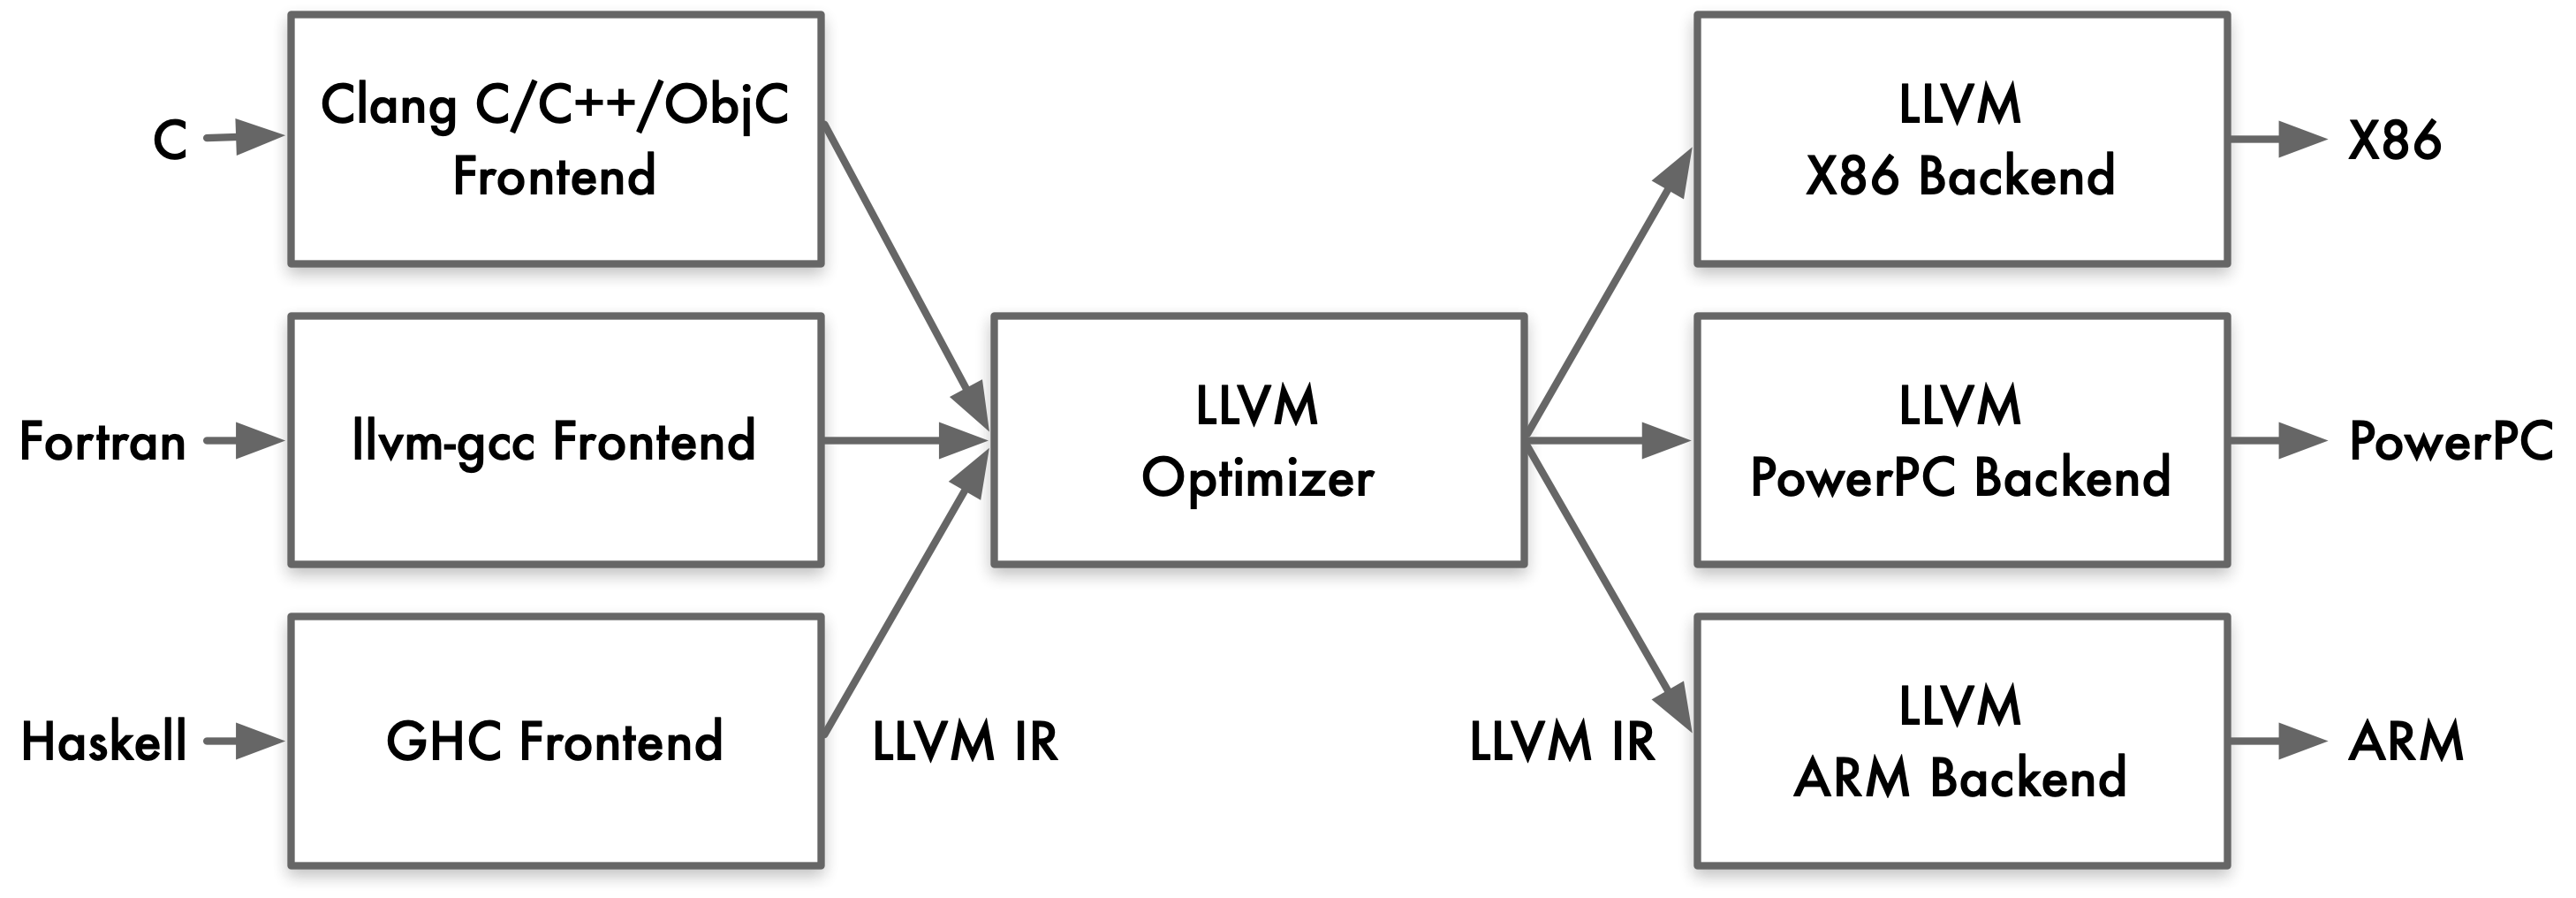 C
Clang C/C++/ObjC
Frontend
LLVM
X86 Backend
X86
Fortran
llvm-gcc Frontend
LLVM
Optimizer
LLVM
PowerPC Backend
PowerPC
Haskell
GHC Frontend
LLVM IR
LLVM IR
LLVM
ARM Backend
ARM